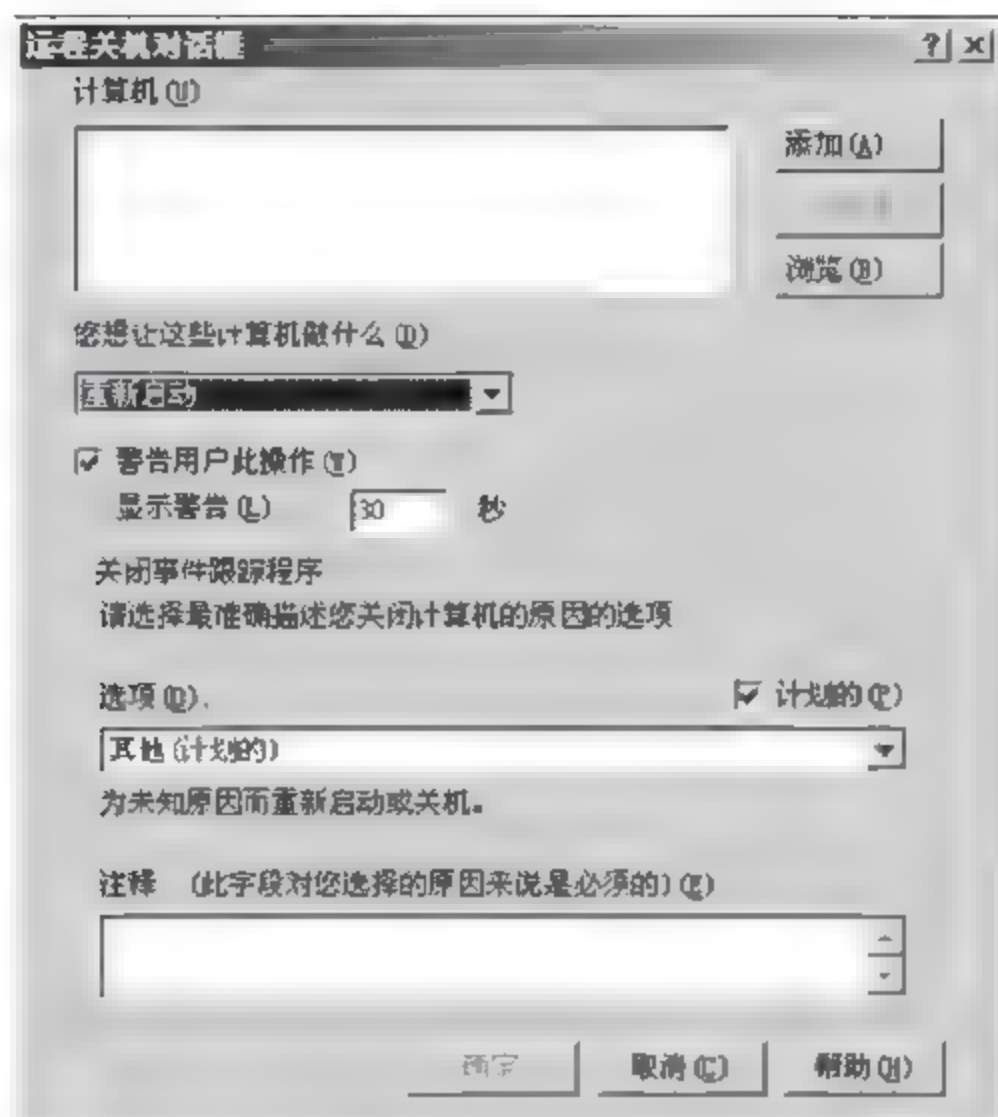 远程关机对话框
计算机(U)
添加(A)
浏览(B)
您想让这些计算机做什么(D)
重新启动
警告用户此操作(T)
显示警告(L) 30 秒
关闭事件跟踪程序
请选择最准确描述您关闭计算机的原因的选项
选项(O):
计划的(P)
其他(计划的)
为未知原因而重新启动或关机。
注释 (此字段对您选择的原因来说是必须的)(E)
确定 取消(C) 帮助(H)